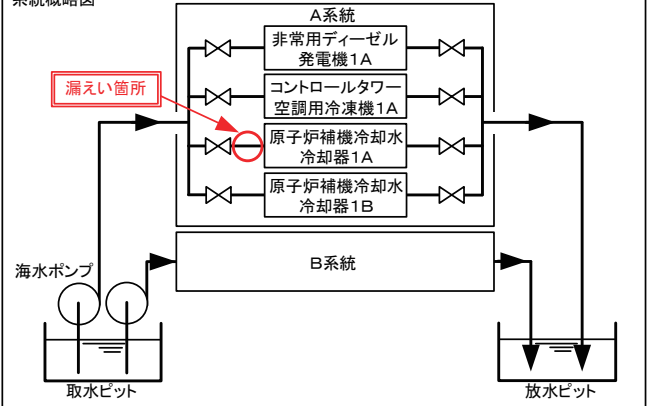 系統概略図
A系統
非常用ディーゼル
発電機1A
漏えい箇所
コントロールタワー
空調用冷凍機1A
原子炉補機冷却水
冷却器1A
原子炉補機冷却水
冷却器1B
海水ポンプ
B系統
取水ピット
放水ピット